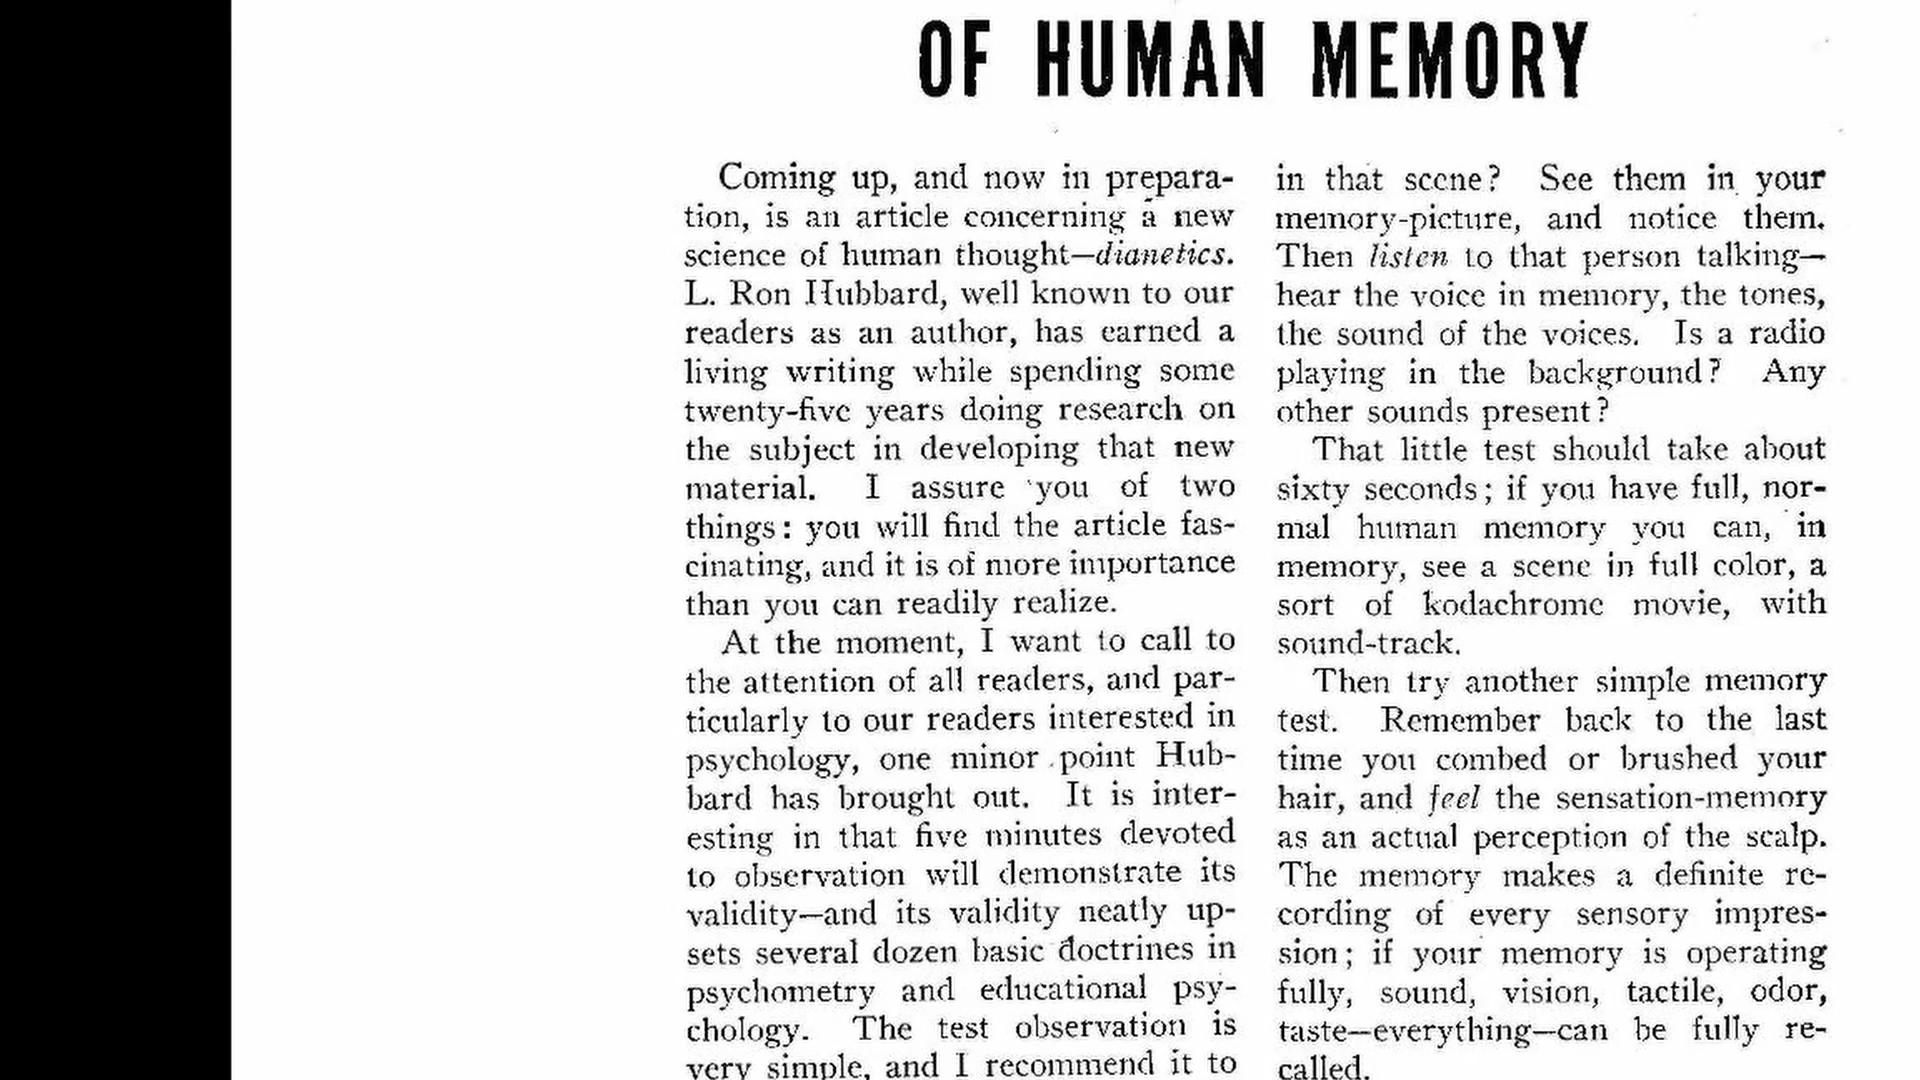 OF HUMAN MEMORY
Coming up, and now in prepara-
tion, is an article concerning a new
science of human thought—dianetics.
L. Ron Hubbard, well known to our
readers as an author, has earned a
living writing while spending some
twenty-five years doing research on
the subject in developing that new
material. I assure you of two
things: you will find the article fas-
cinating, and it is of more importance
than you can readily realize.
At the moment, I want to call to
the attention of all readers, and par-
ticularly to our readers interested in
psychology, one minor point Hub-
bard has brought out. It is inter-
esting in that five minutes devoted
to observation will demonstrate its
validity—and its validity neatly up-
sets several dozen basic doctrines in
psychometry and educational psy-
chology. The test observation is
very simple, and I recommend it to
in that scene? See them in your
memory-picture, and notice them.
Then listen to that person talking—
hear the voice in memory, the tones,
the sound of the voices. Is a radio
playing in the background? Any
other sounds present?
That little test should take about
sixty seconds; if you have full, nor-
mal human memory you can, in
memory, see a scene in full color, a
sort of kodachrome movie, with
sound-track.
Then try another simple memory
test. Remember back to the last
time you combed or brushed your
hair, and feel the sensation-memory
as an actual perception of the scalp.
The memory makes a definite re-
cording of every sensory impres-
sion; if your memory is operating
fully, sound, vision, tactile, odor,
taste—everything—can be fully re-
called.